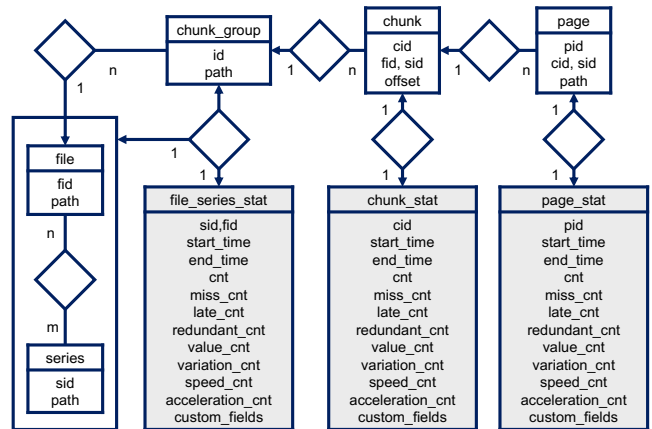 chunk_group
id
path
chunk
cid
fid, sid
offset
page
pid
cid, sid
path
n
1
n
1
n
1
1
1
1
1
1
1
file
fid
path
n
m
series
sid
path
file_series_stat
sid,fid
start_time
end_time
cnt
miss_cnt
late_cnt
redundant_cnt
value_cnt
variation_cnt
speed_cnt
acceleration_cnt
custom_fields
chunk_stat
cid
start_time
end_time
cnt
miss_cnt
late_cnt
redundant_cnt
value_cnt
variation_cnt
speed_cnt
acceleration_cnt
custom_fields
page_stat
pid
start_time
end_time
cnt
miss_cnt
late_cnt
redundant_cnt
value_cnt
variation_cnt
speed_cnt
acceleration_cnt
custom_fields